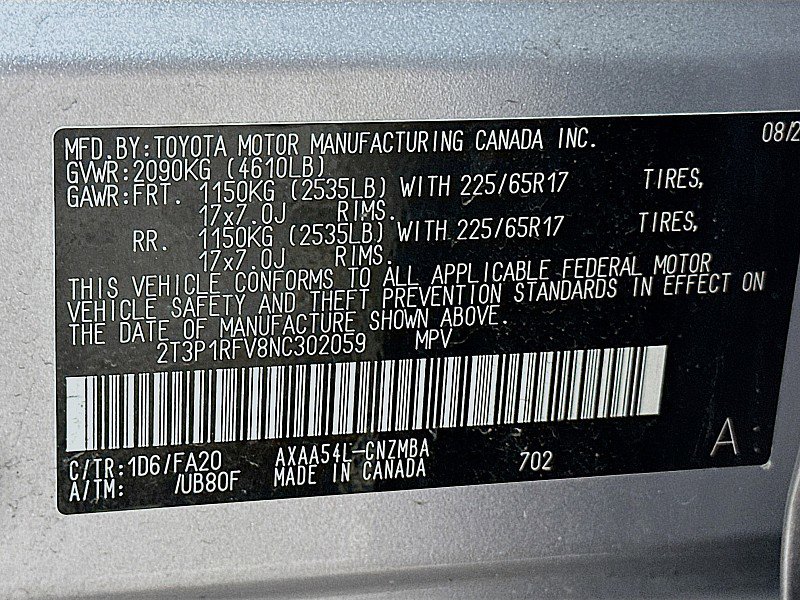 MFD. BY: TOYOTA MOTOR MANUFACTURING CANADA INC. 08/2
GVWR: 2090KG (4610LB)
GAWR: FRT. 1150KG (2535LB) WITH 225/65R17 TIRES,
17x7.0J RIMS.
RR. 1150KG (2535LB) WITH 225/65R17 TIRES,
17x7.0J RIMS.
THIS VEHICLE CONFORMS TO ALL APPLICABLE FEDERAL MOTOR
VEHICLE SAFETY AND THEFT PREVENTION STANDARDS IN EFFECT ON
THE DATE OF MANUFACTURE SHOWN ABOVE.
2T3P1RFV8NC302059 MPV
C/TR: 1D6/FA20 AXAA54L-CNZMBA 702 A
A/TM: /UB80F MADE IN CANADA